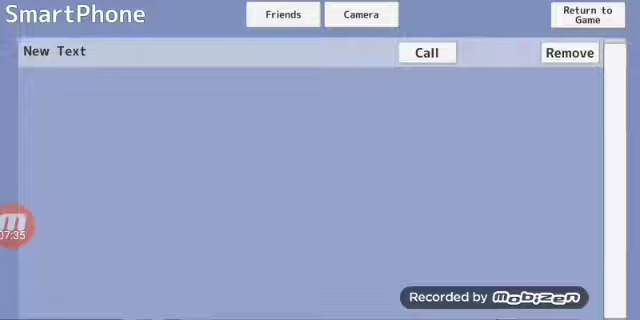 SmartPhone
Friends
Camera
Return to
Game
New Text
Call
Remove
07:35
Recorded by mobizen